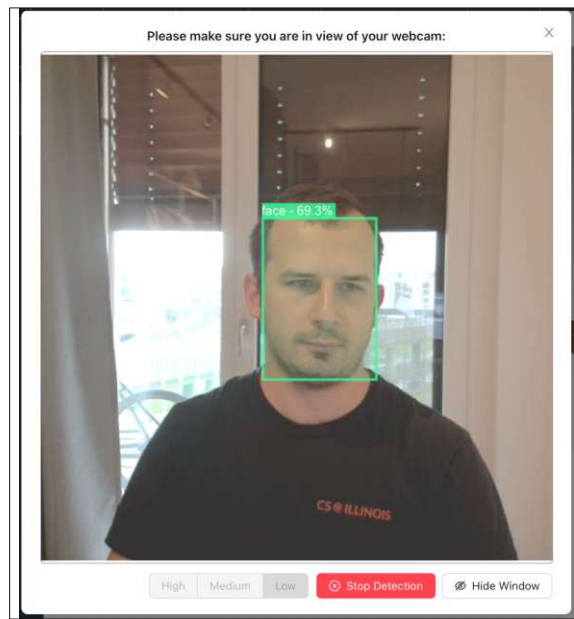 Please make sure you are in view of your webcam:
face - 69.3%
CS @ ILLINOIS
High Medium Low Stop Detection Hide Window